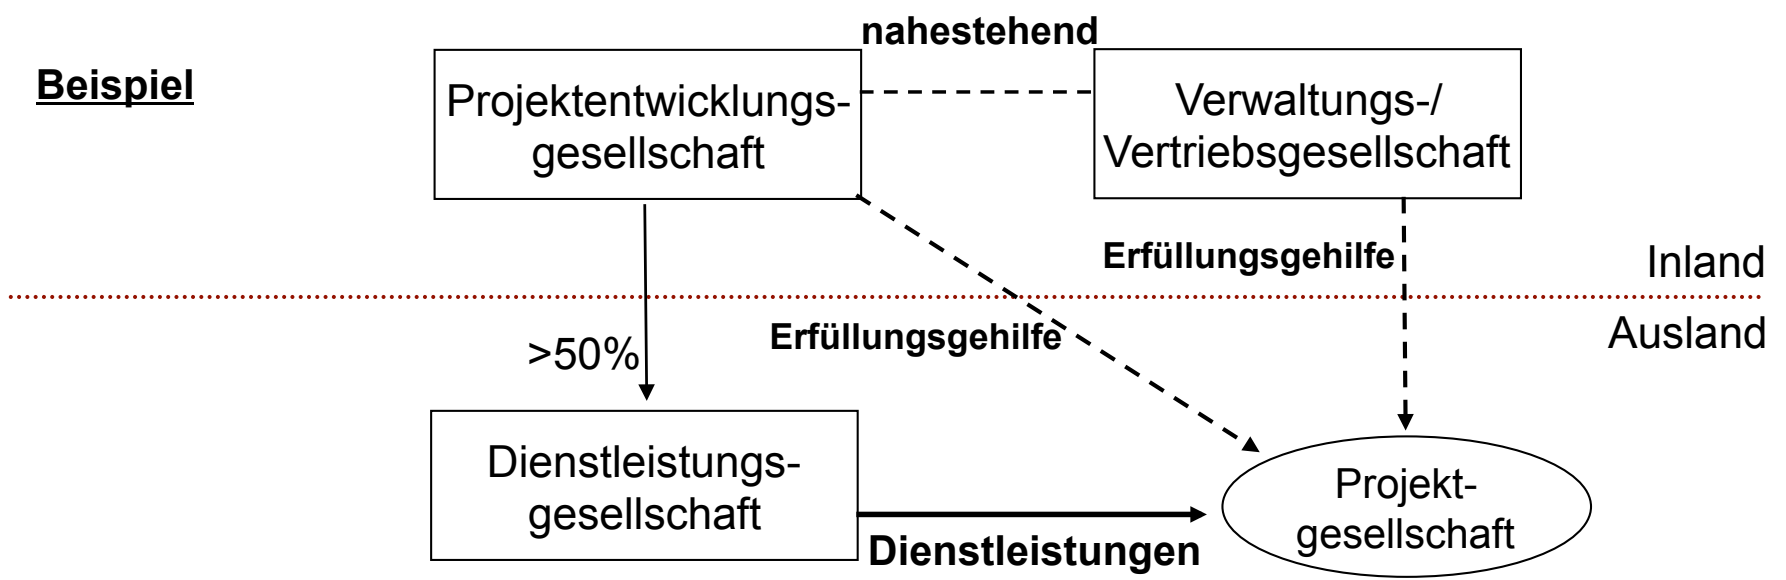 nahestehend
Beispiel
Projektentwicklungs-
gesellschaft
Verwaltungs-/
Vertriebsgesellschaft
Erfüllungsgehilfe
Inland
Erfüllungsgehilfe
Ausland
>50%
Dienstleistungs-
gesellschaft
Projekt-
gesellschaft
Dienstleistungen